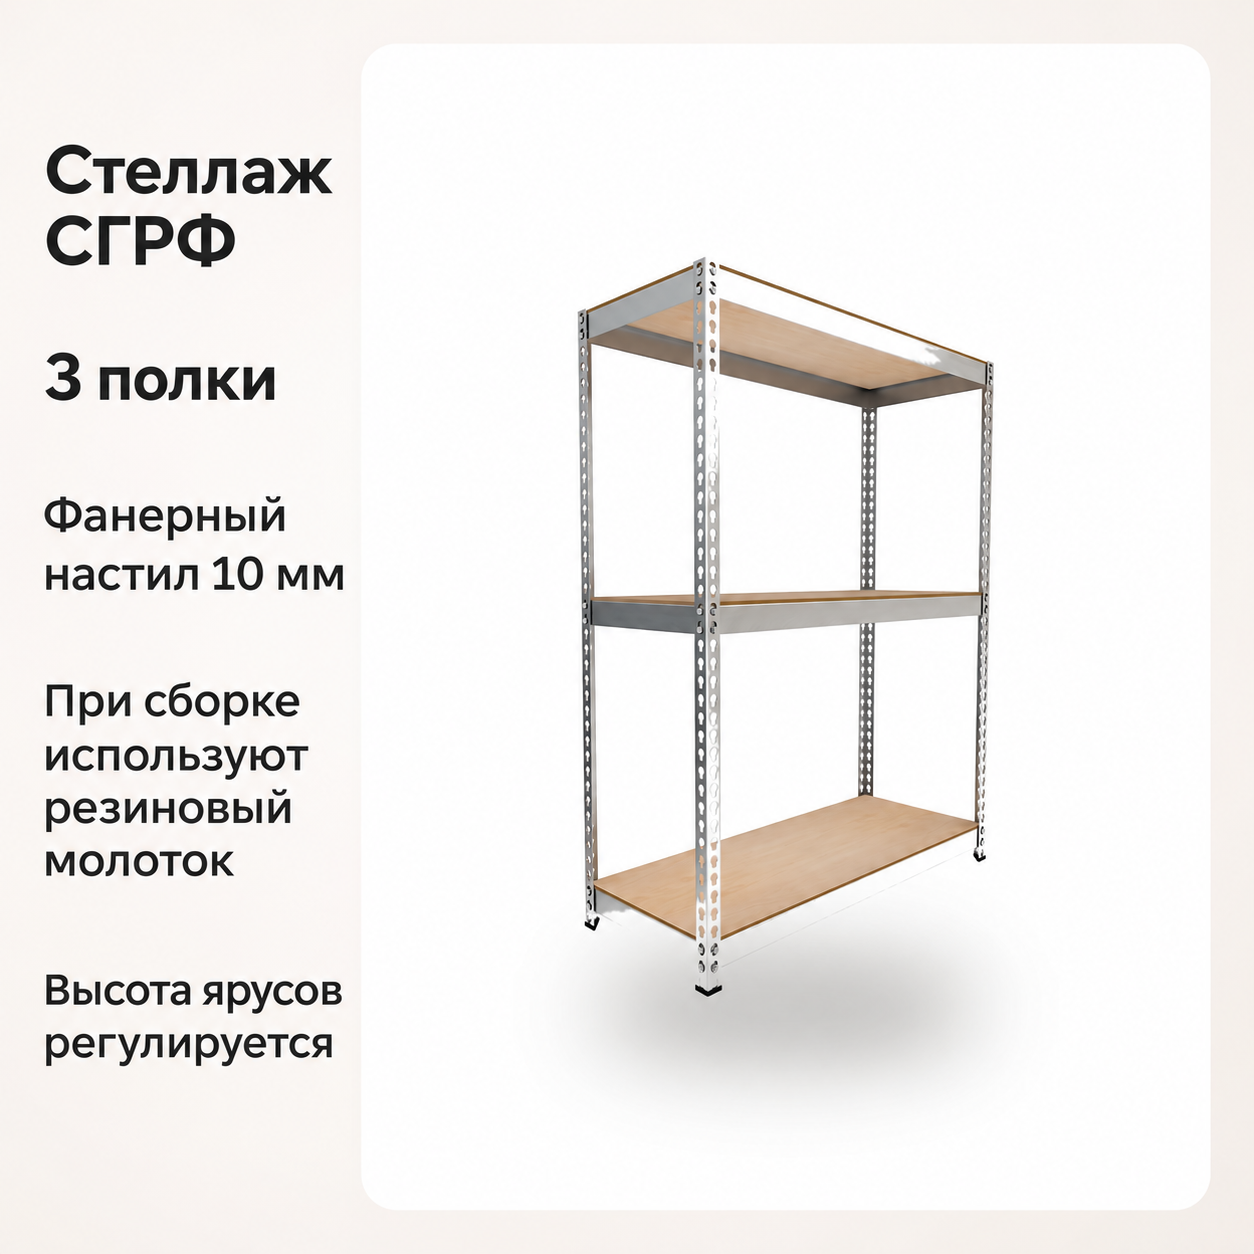 Стеллаж
СГРФ
3 полки
Фанерный
настил 10 мм
При сборке
используют
резиновый
молоток
Высота ярусов
регулируется